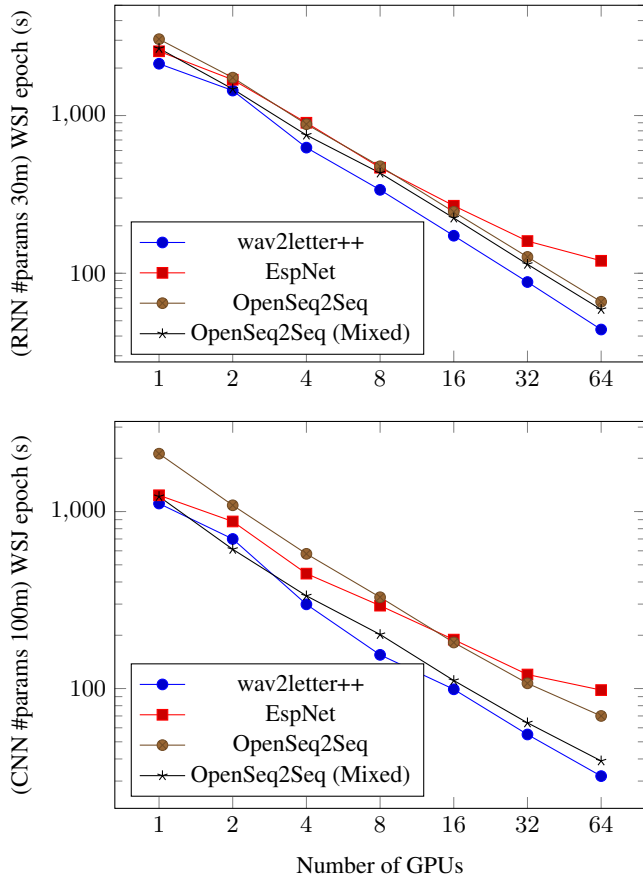 (RNN #params 30m) WSJ epoch (s)
1,000
100
wav2letter++
EspNet
OpenSeq2Seq
OpenSeq2Seq (Mixed)
1 2 4 8 16 32 64
(CNN #params 100m) WSJ epoch (s)
1,000
100
wav2letter++
EspNet
OpenSeq2Seq
OpenSeq2Seq (Mixed)
1 2 4 8 16 32 64
Number of GPUs